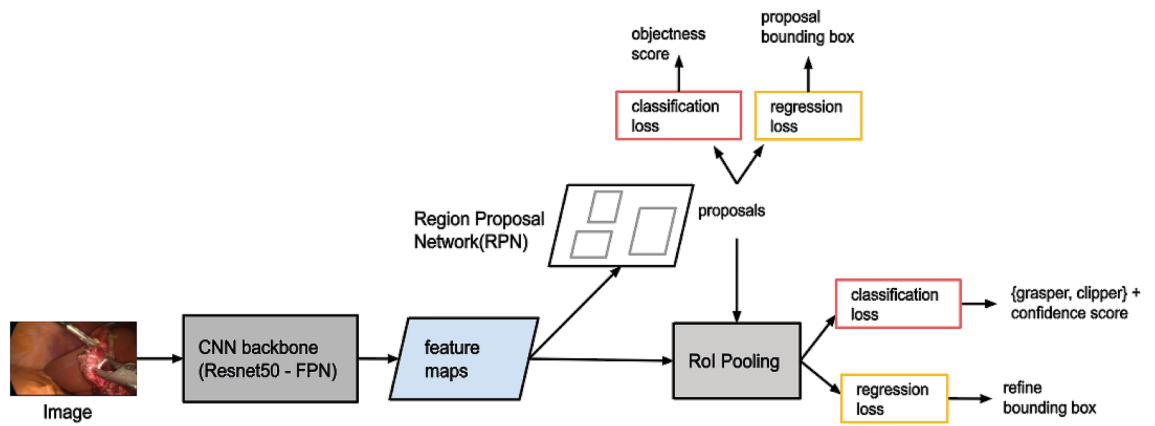 objectness
score
proposal
bounding box
classification
loss
regression
loss
Region Proposal
Network(RPN)
proposals
CNN backbone
(Resnet50 - FPN)
feature
maps
RoI Pooling
classification
loss
{grasper, clipper} +
confidence score
regression
loss
refine
bounding box
Image